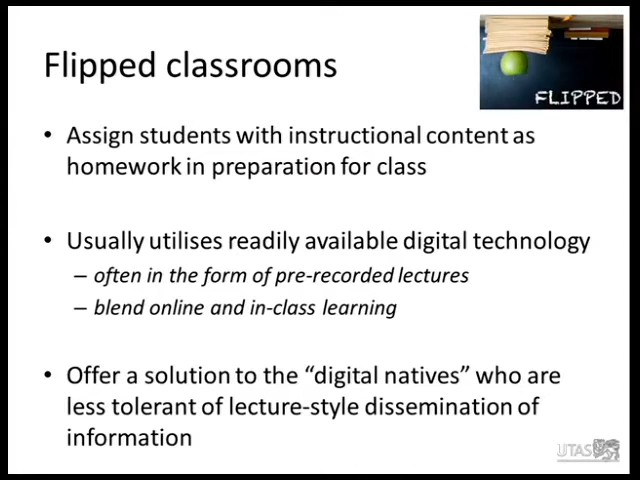 Flipped classrooms
FLIPPED
• Assign students with instructional content as
homework in preparation for class
• Usually utilises readily available digital technology
– often in the form of pre-recorded lectures
– blend online and in-class learning
• Offer a solution to the “digital natives” who are
less tolerant of lecture-style dissemination of
information
UTAS